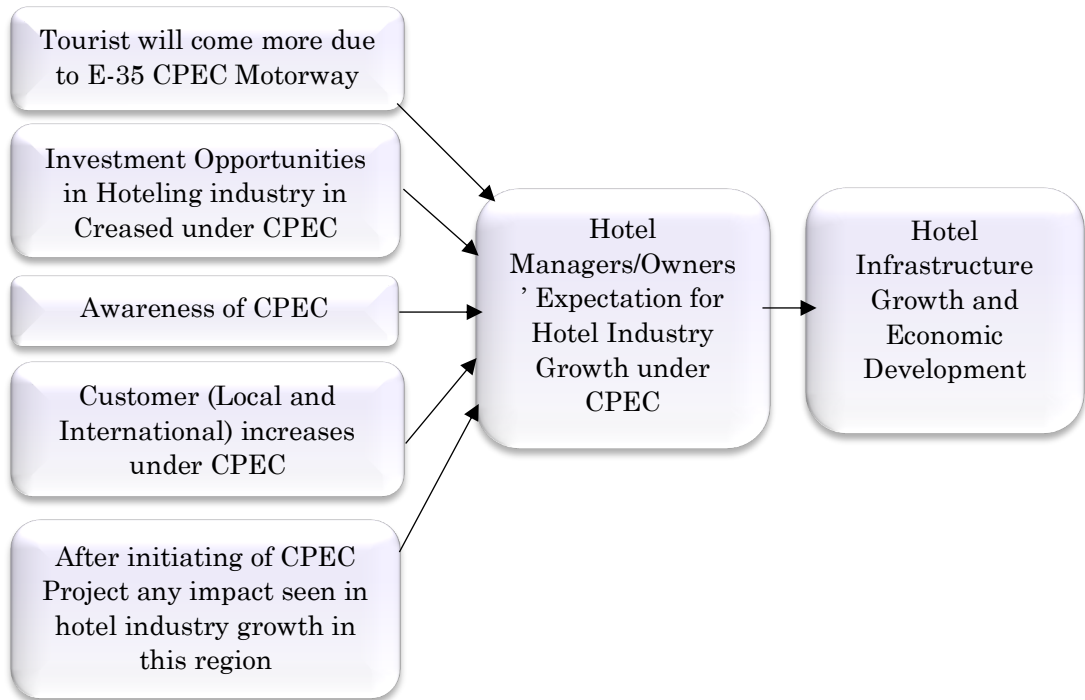 Tourist will come more due
to E-35 CPEC Motorway
Investment Opportunities
in Hoteling industry in
Creased under CPEC
Awareness of CPEC
Customer (Local and
International) increases
under CPEC
After initiating of CPEC
Project any impact seen in
hotel industry growth in
this region
Hotel
Managers/Owners
’ Expectation for
Hotel Industry
Growth under
CPEC
Hotel
Infrastructure
Growth and
Economic
Development